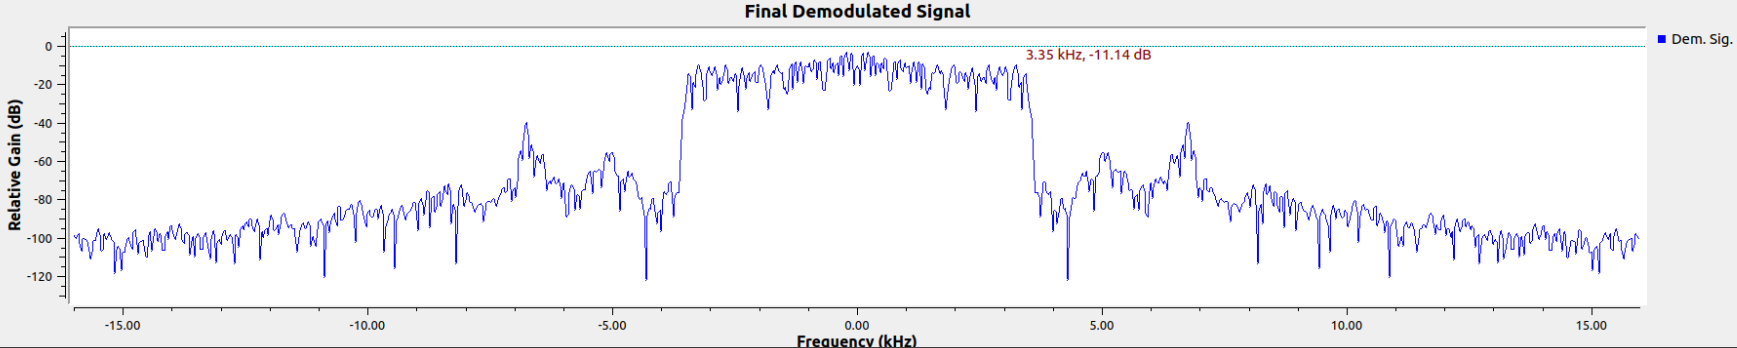 Final Demodulated Signal
3.35 kHz, -11.14 dB
Dem. Sig.
Relative Gain (dB)
0
-20
-40
-60
-80
-100
-120
-15.00
-10.00
-5.00
0.00
5.00
10.00
15.00
Frequency (kHz)